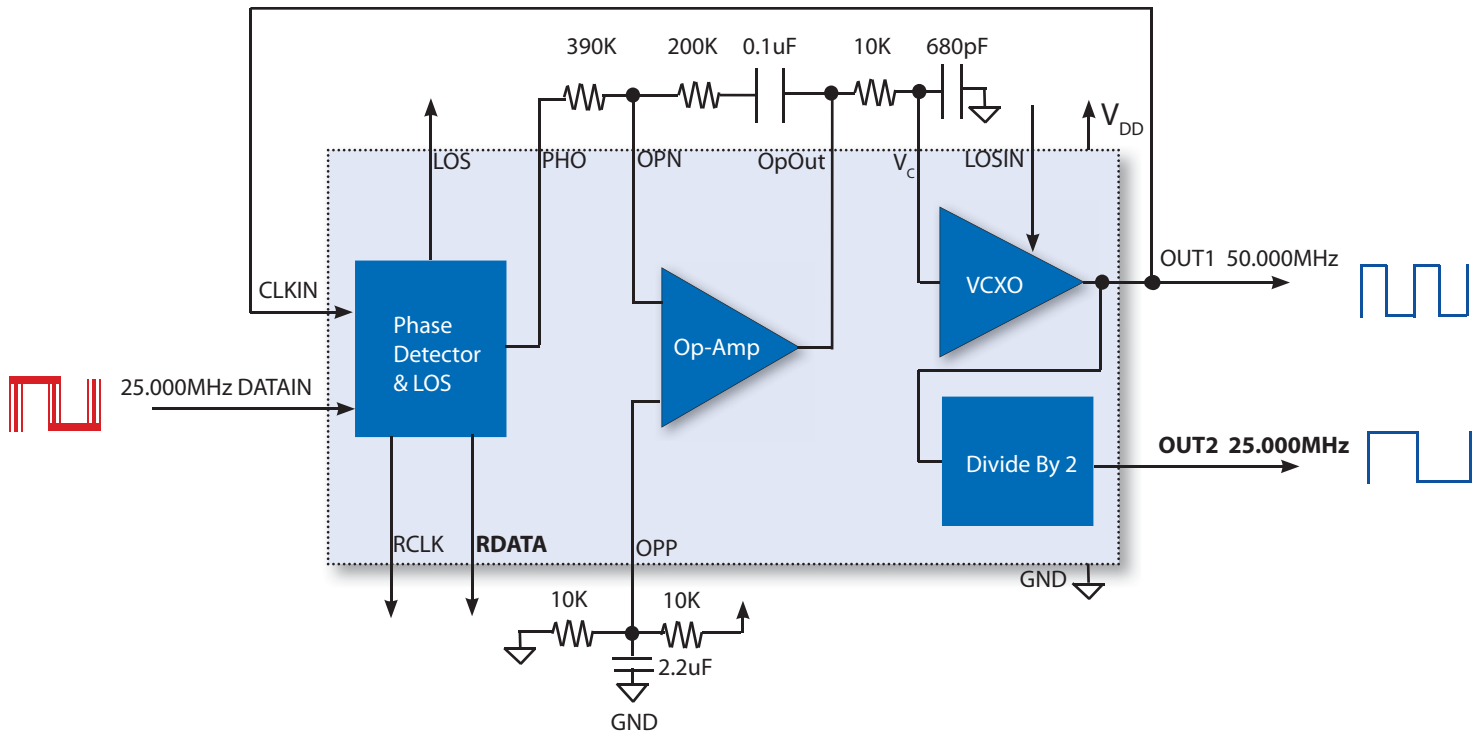 390K
200K
0.1uF
10K
680pF
VDD
LOS
PHO
OPN
OpOut
VC
LOSIN
CLKIN
Phase
Detector
& LOS
Op-Amp
VCXO
OUT1 50.000MHz
25.000MHz DATAIN
Divide By 2
OUT2 25.000MHz
RCLK
RDATA
OPP
GND
10K
10K
2.2uF
GND